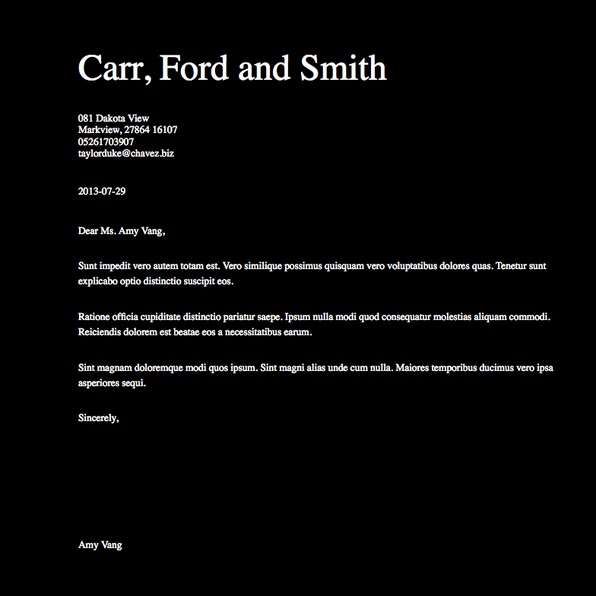 Carr, Ford and Smith
081 Dakota View
Markview, 27864 16107
05261703907
taylorduke@chavez.biz
2013-07-29
Dear Ms. Amy Vang,
Sunt impedit vero autem totam est. Vero similique possimus quisquam vero voluptatibus dolores quas. Tenetur sunt
explicabo optio distinctio suscipit eos.
Ratione officia cupiditate distinctio pariatur saepe. Ipsum nulla modi quod consequatur molestias aliquam commodi.
Reiciendis dolorem est beatae eos a necessitatibus earum.
Sint magnam doloremque modi quos ipsum. Sint magni alias unde cum nulla. Maiores temporibus ducimus vero ipsa
asperiores sequi.
Sincerely,
Amy Vang